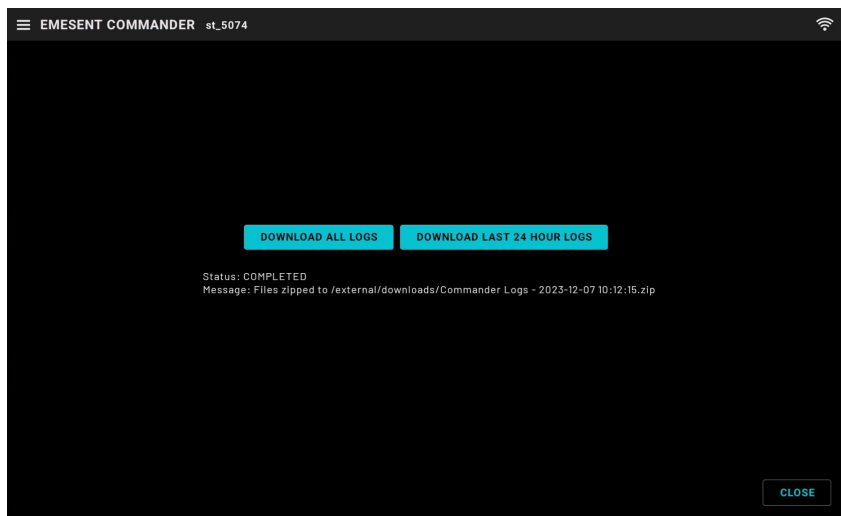 EMESENT COMMANDER st_5074
DOWNLOAD ALL LOGS DOWNLOAD LAST 24 HOUR LOGS
Status: COMPLETED
Message: Files zipped to /external/downloads/Commander Logs - 2023-12-07 10:12:15.zip
CLOSE